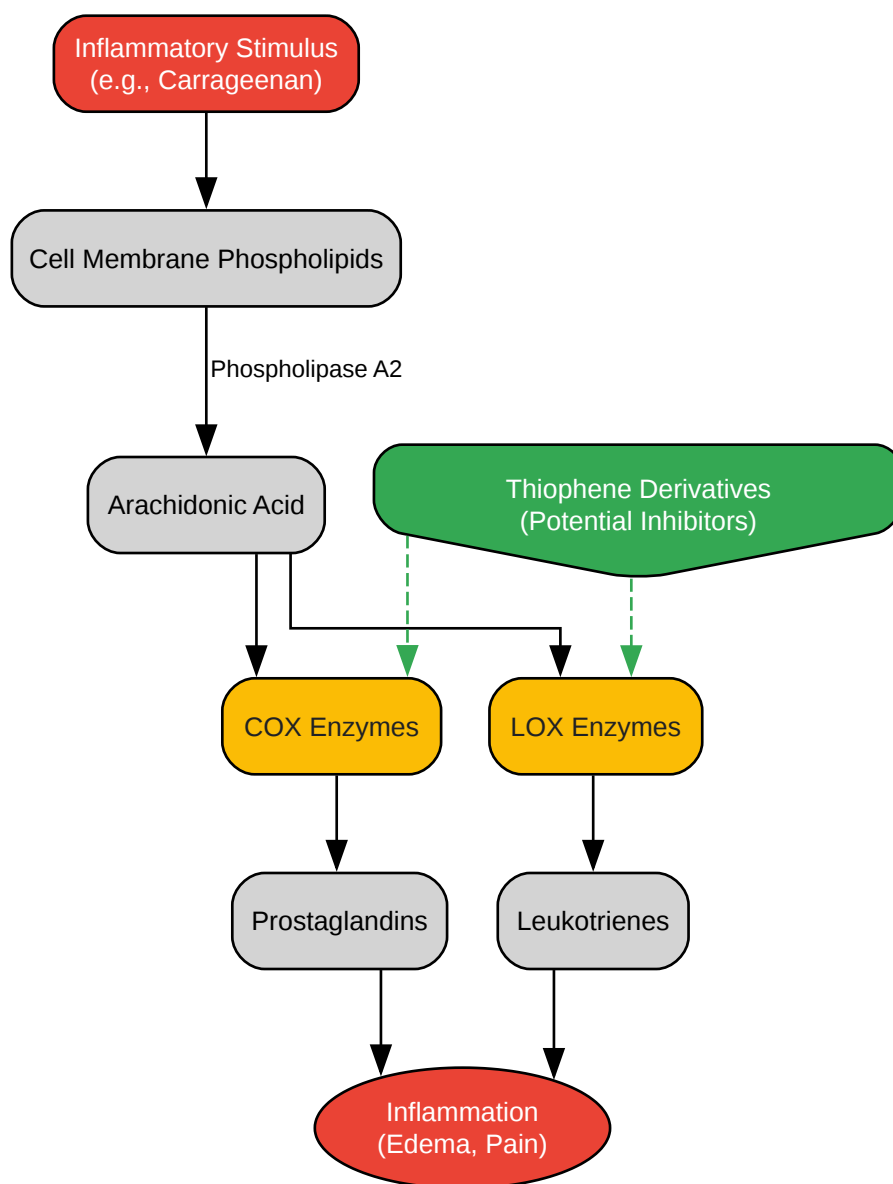 Inflammatory Stimulus
(e.g., Carrageenan)
Cell Membrane Phospholipids
Phospholipase A2
Arachidonic Acid
Thiophene Derivatives
(Potential Inhibitors)
COX Enzymes
LOX Enzymes
Prostaglandins
Leukotrienes
Inflammation
(Edema, Pain)